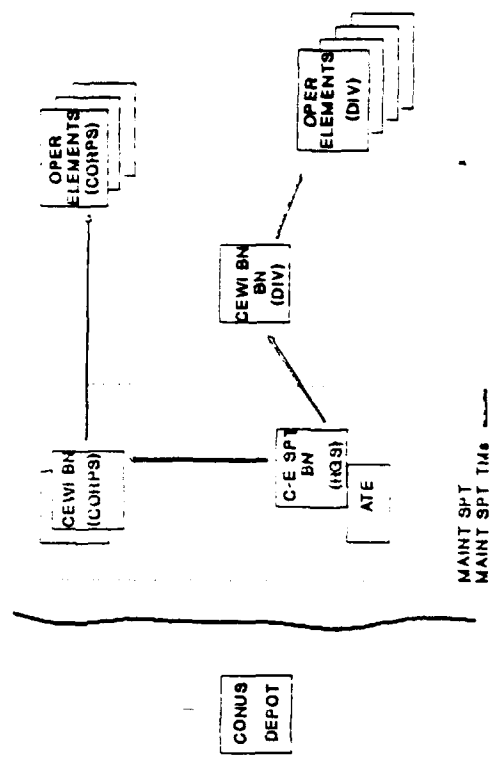 CONUS
DEPOT
C-E SPT
BN
ATE
CEWI BN
(CORPS)
CEWI BN
BN
(DIV)
OPER
ELEMENTS
(DIV)
OPER
ELEMENTS
(CORPS)
MAINT SPT
MAINT SPT TMs